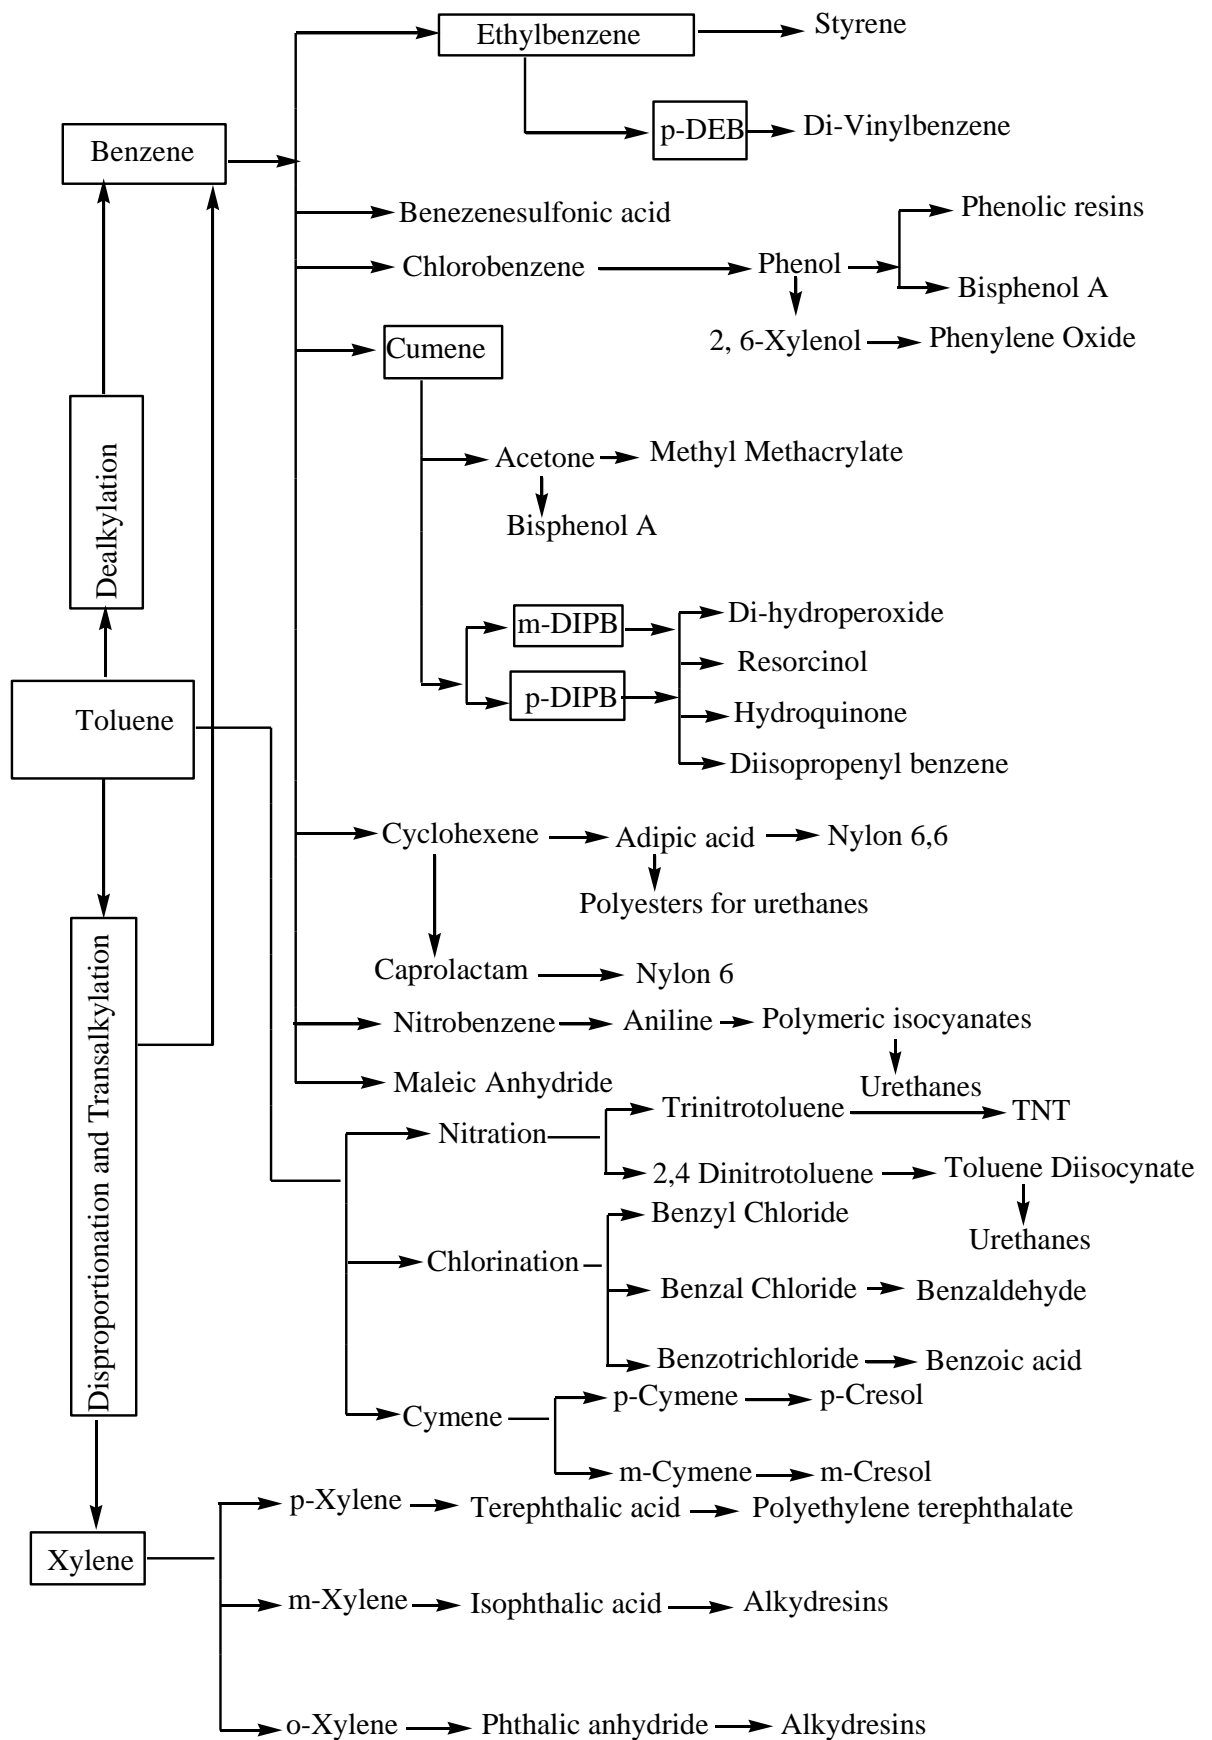 Ethylbenzene
Styrene
p-DEB
Di-Vinylbenzene
Benzene
Benezenesulfonic acid
Phenolic resins
Chlorobenzene
Phenol
Bisphenol A
2, 6-Xylenol
Phenylene Oxide
Cumene
Dealkylation
Acetone
Methyl Methacrylate
Bisphenol A
m-DIPB
Di-hydroperoxide
Resorcinol
p-DIPB
Hydroquinone
Diisopropenyl benzene
Toluene
Cyclohexene
Adipic acid
Nylon 6,6
Polyesters for urethanes
Caprolactam
Nylon 6
Nitrobenzene
Aniline
Polymeric isocyanates
Urethanes
Maleic Anhydride
Disproportionation and Transalkylation
Nitration
Trinitrotoluene
TNT
2,4 Dinitrotoluene
Toluene Diisocynate
Urethanes
Chlorination
Benzyl Chloride
Benzal Chloride
Benzaldehyde
Benzotrichloride
Benzoic acid
Cymene
p-Cymene
p-Cresol
m-Cymene
m-Cresol
Xylene
p-Xylene
Terephthalic acid
Polyethylene terephthalate
m-Xylene
Isophthalic acid
Alkydresins
o-Xylene
Phthalic anhydride
Alkydresins